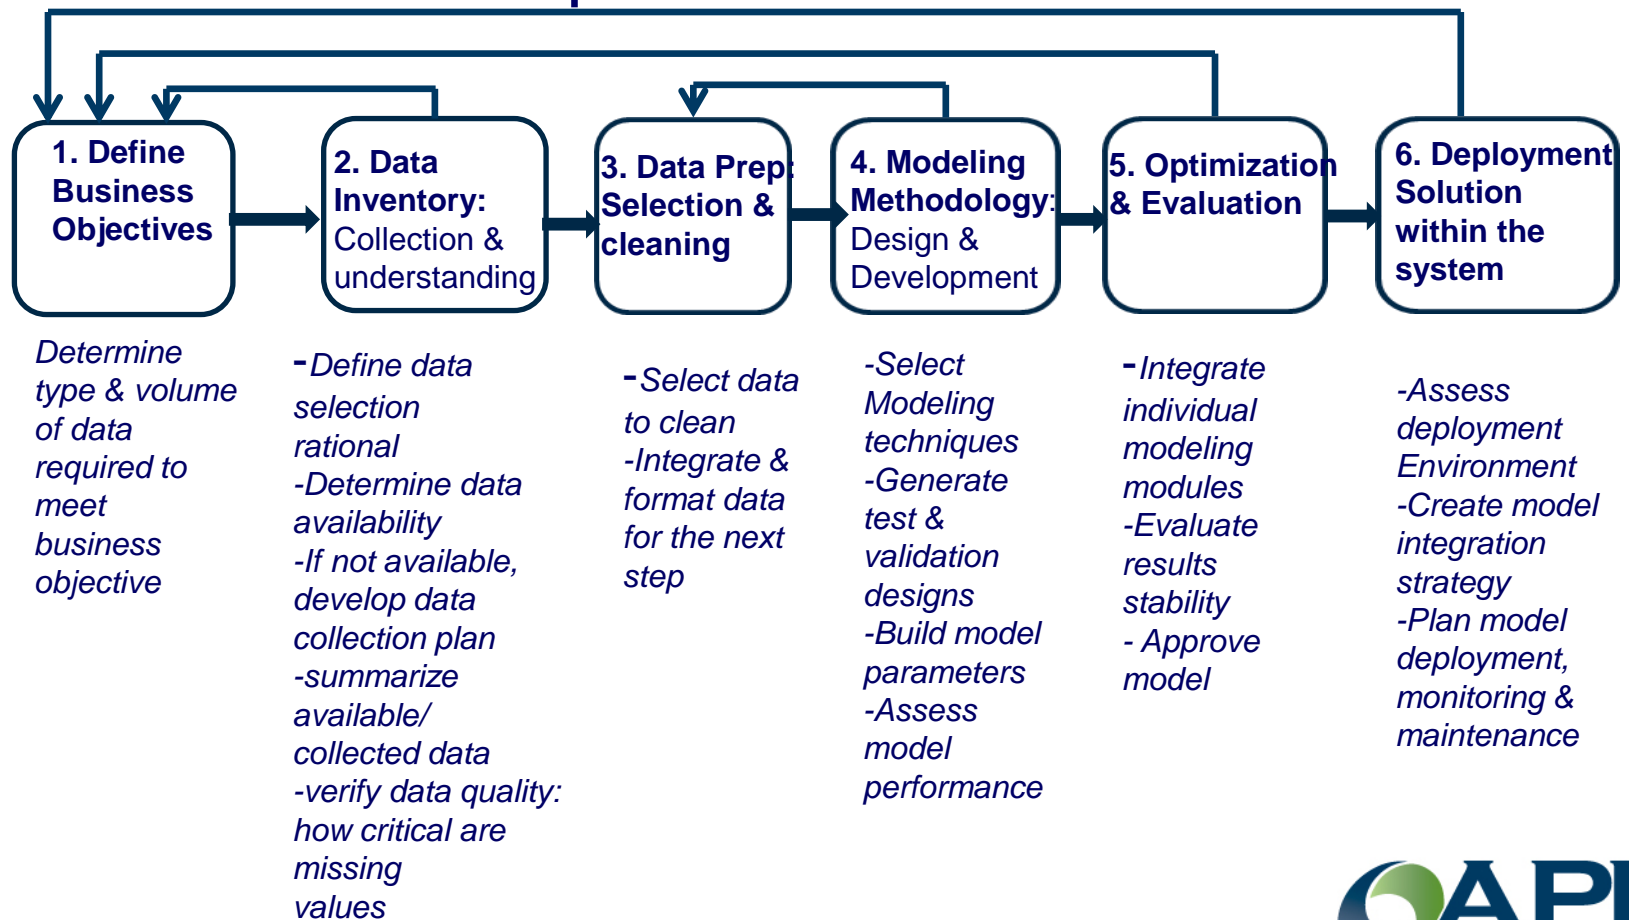 1. Define
Business
Objectives
2. Data
Inventory:
Collection &
understanding
3. Data Prep:
Selection &
cleaning
4. Modeling
Methodology:
Design &
Development
5. Optimization
& Evaluation
6. Deployment
Solution
within the
system
Determine
type & volume
of data
required to
meet
business
objective
-Define data
selection
rational
-Determine data
availability
-If not available,
develop data
collection plan
-summarize
available/
collected data
-verify data quality:
how critical are
missing
values
-Select data
to clean
-Integrate &
format data
for the next
step
-Select
Modeling
techniques
-Generate
test &
validation
designs
-Build model
parameters
-Assess
model
performance
-Integrate
individual
modeling
modules
-Evaluate
results
stability
- Approve
model
-Assess
deployment
Environment
-Create model
integration
strategy
-Plan model
deployment,
monitoring &
maintenance